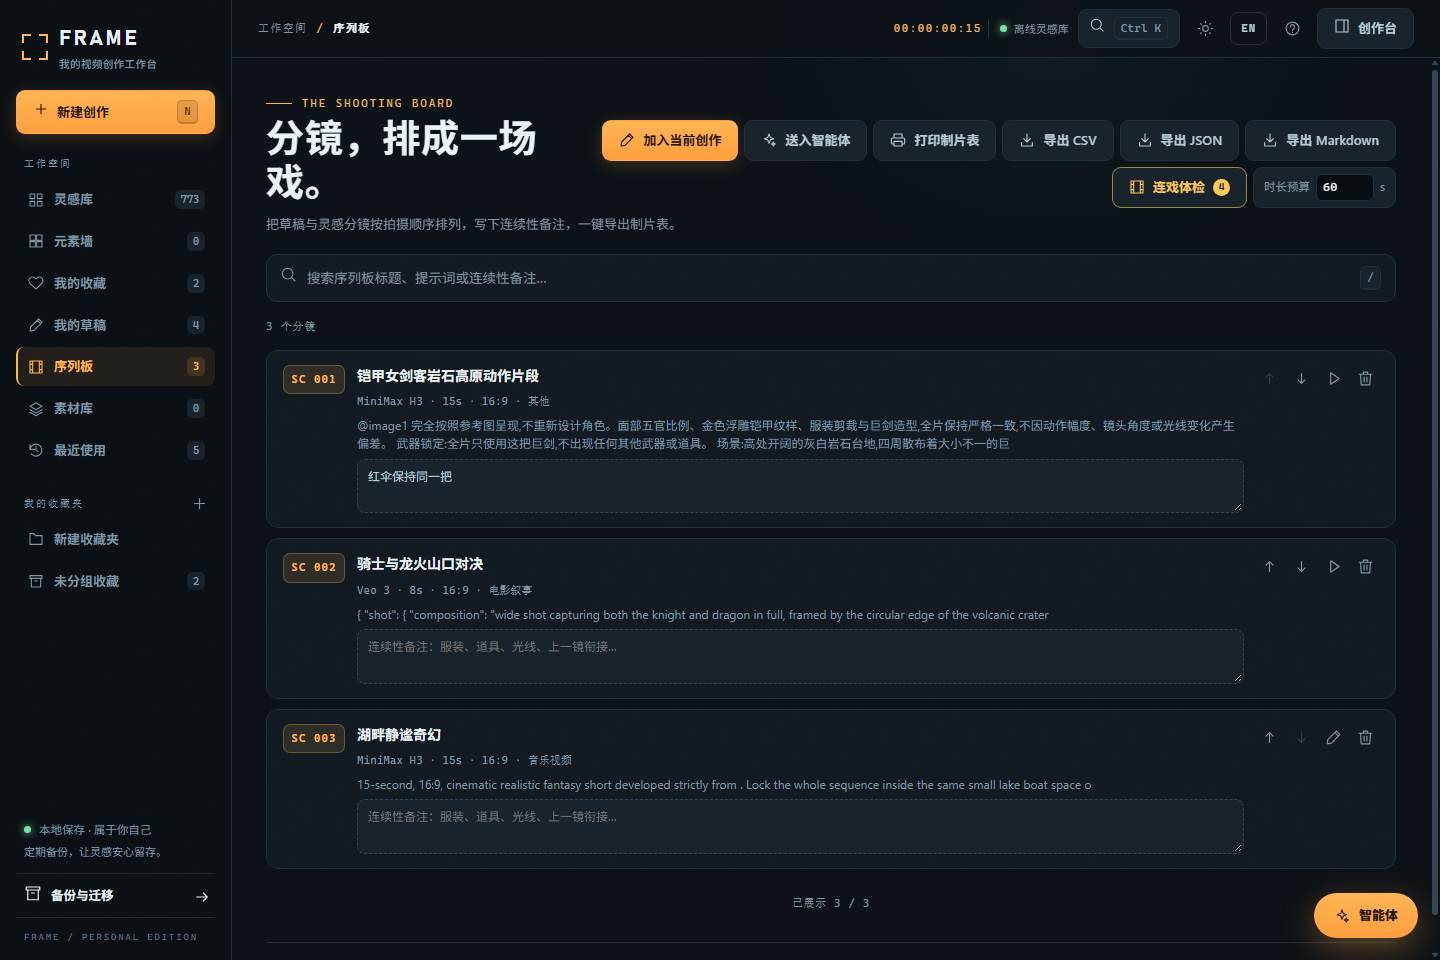 FRAME
我的视频创作工作台
新建创作 N
工作空间
灵感库 773
元素墙 0
我的收藏 2
我的草稿 4
序列板 3
素材库 0
最近使用 5
我的收藏夹
新建收藏夹
未分组收藏 2
本地保存 · 属于你自己
定期备份，让灵感安心留存。
备份与迁移
FRAME / PERSONAL EDITION
工作空间 / 序列板
00:00:00:15 离线灵感库 Ctrl K EN 创作台
THE SHOOTING BOARD
分镜，排成一场
戏。
把草稿与灵感分镜按拍摄顺序排列，写下连续性备注，一键导出制片表。
加入当前创作 送入智能体 打印制片表 导出 CSV 导出 JSON 导出 Markdown
连戏体检 4 时长预算 60 s
搜索序列板标题、提示词或连续性备注... /
3 个分镜
SC 001 铠甲女剑客岩石高原动作片段
MiniMax H3 · 15s · 16:9 · 其他
@image1 完全按照参考图呈现,不重新设计角色。面部五官比例、金色浮雕铠甲纹样、服装剪裁与巨剑造型,全片保持严格一致,不因动作幅度、镜头角度或光线变化产生
偏差。 武器锁定:全片只使用这把巨剑,不出现任何其他武器或道具。 场景:高处开阔的灰白岩石台地,四周散布着大小不一的巨
红伞保持同一把
SC 002 骑士与龙火山口对决
Veo 3 · 8s · 16:9 · 电影叙事
{ "shot": { "composition": "wide shot capturing both the knight and dragon in full, framed by the circular edge of the volcanic crater
连续性备注：服装、道具、光线、上一镜衔接...
SC 003 湖畔静谧奇幻
MiniMax H3 · 15s · 16:9 · 音乐视频
15-second, 16:9, cinematic realistic fantasy short developed strictly from . Lock the whole sequence inside the same small lake boat space o
连续性备注：服装、道具、光线、上一镜衔接...
已展示 3 / 3
智能体